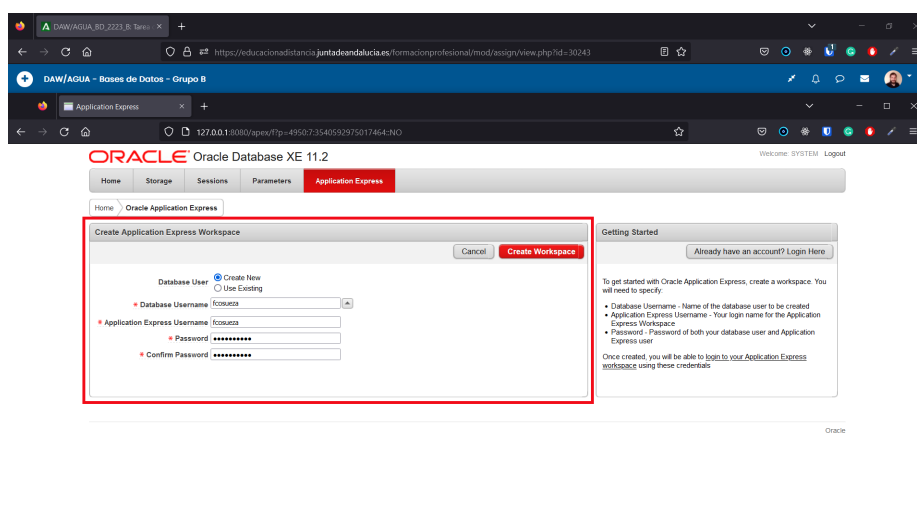 DAW/AGUA_BD_2223_B: Tarea
https://educacionadistancia.juntadeandalucia.es/formacionprofesional/mod/assign/view.php?id=30243
DAW/AGUA - Bases de Datos - Grupo B
Application Express
127.0.0.1:8080/apex/f?p=4950:7:3540592975017464::NO
ORACLE Oracle Database XE 11.2
Welcome: SYSTEM Logout
Home Storage Sessions Parameters Application Express
Home Oracle Application Express
Create Application Express Workspace
Cancel Create Workspace
Database User Create New
Use Existing
* Database Username fcosueza
* Application Express Username fcosueza
* Password ••••••••••
* Confirm Password ••••••••••
Getting Started
Already have an account? Login Here
To get started with Oracle Application Express, create a workspace. You
will need to specify:
• Database Username - Name of the database user to be created
• Application Express Username - Your login name for the Application
Express Workspace
• Password - Password of both your database user and Application
Express user
Once created, you will be able to login to your Application Express
workspace using these credentials
Oracle